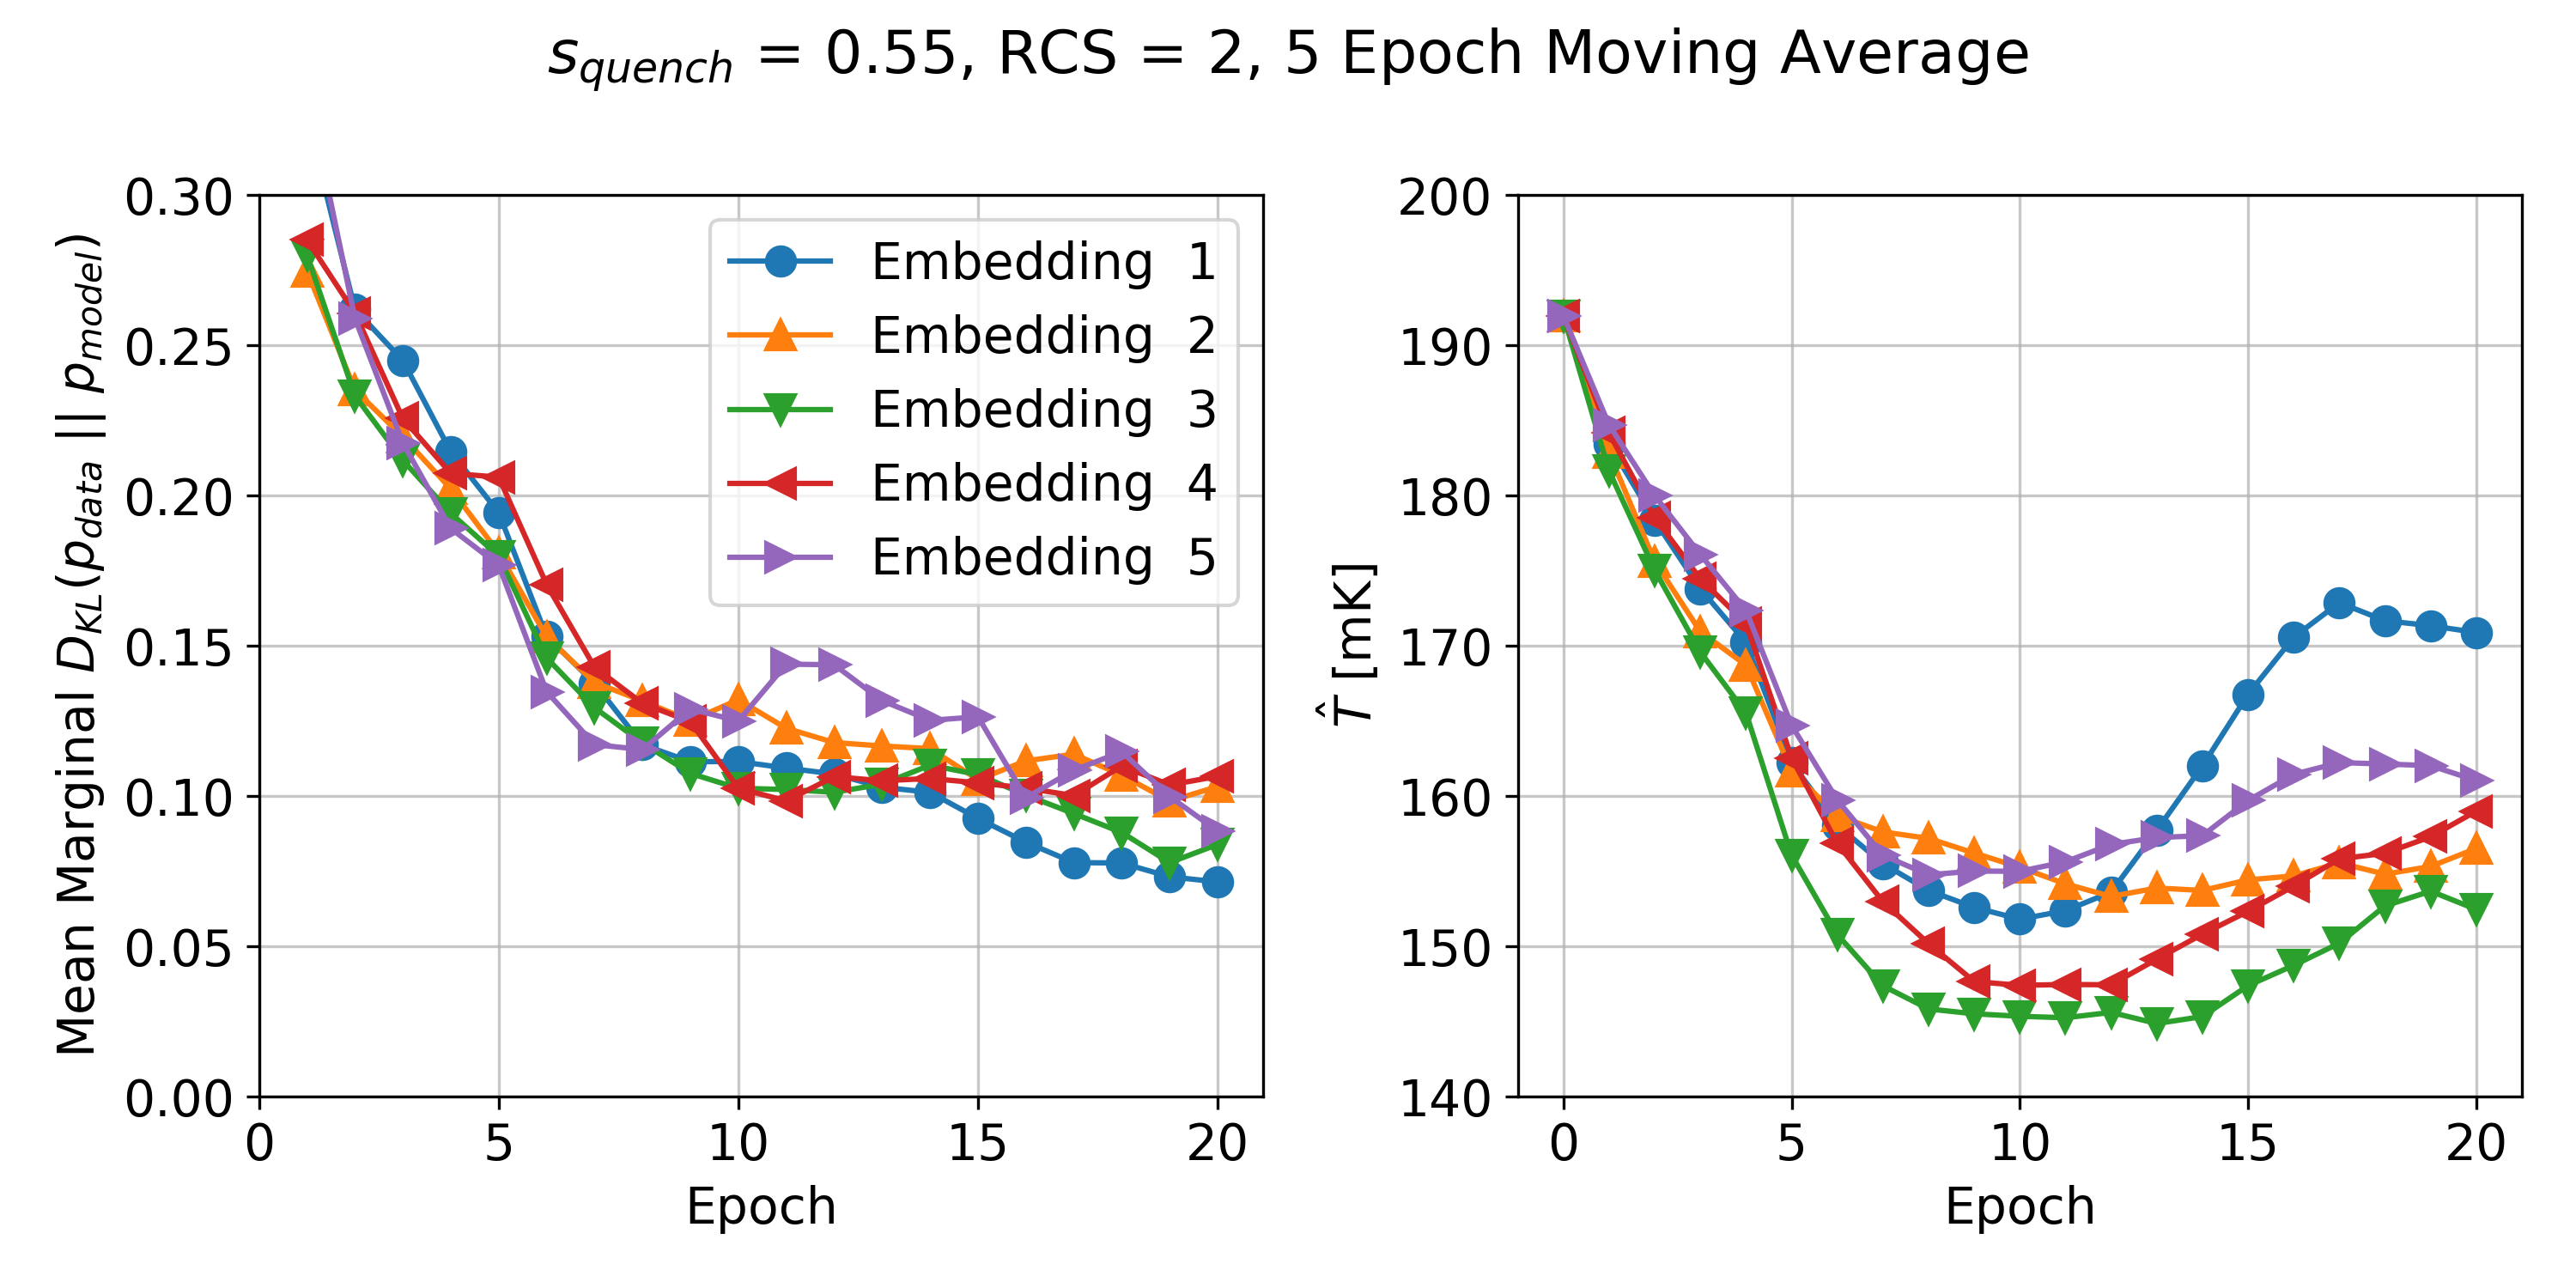 s_quench = 0.55, RCS = 2, 5 Epoch Moving Average
Mean Marginal D_KL(p_data || p_model)
0.30
0.25
0.20
0.15
0.10
0.05
0.00
0 5 10 15 20
Epoch
Embedding 1
Embedding 2
Embedding 3
Embedding 4
Embedding 5
T̂ [mK]
200
190
180
170
160
150
140
0 5 10 15 20
Epoch